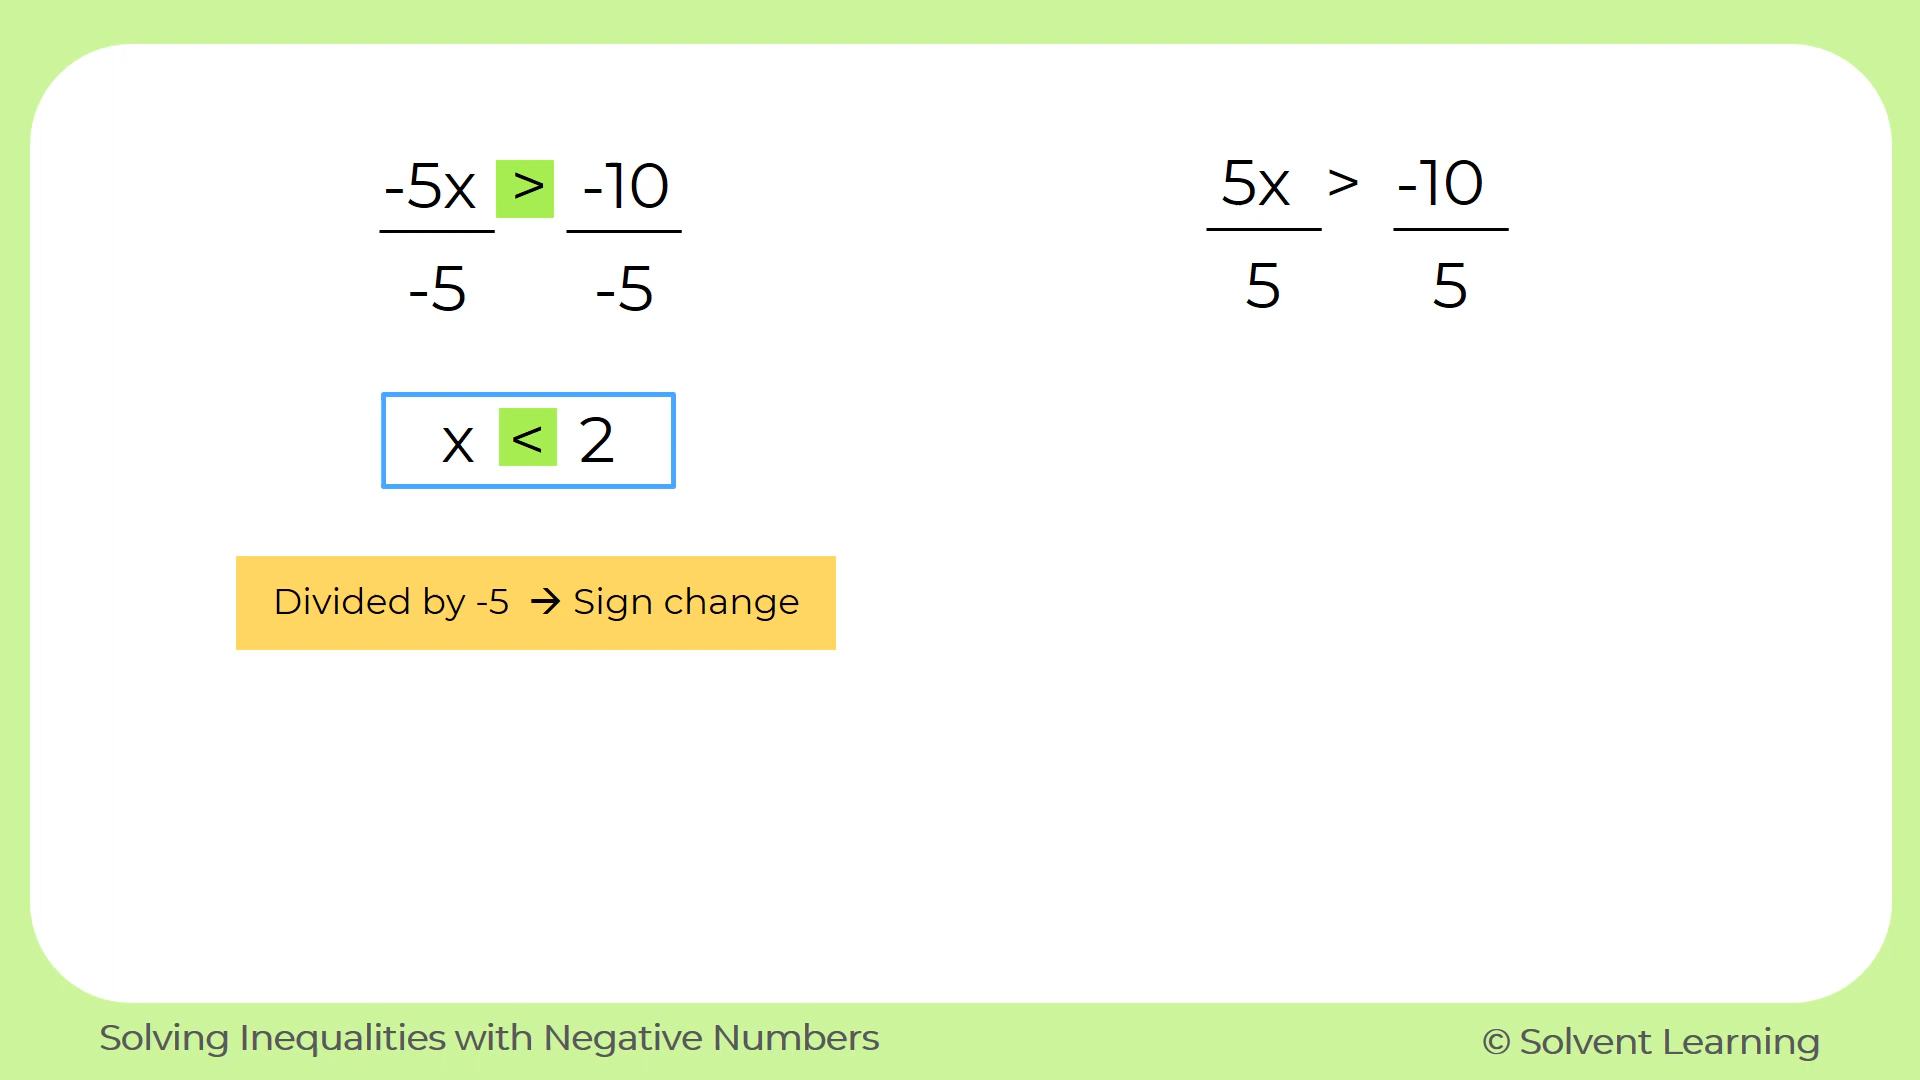 -5x > -10
-5 -5
x < 2
Divided by -5 → Sign change
5x > -10
5 5
Solving Inequalities with Negative Numbers
© Solvent Learning